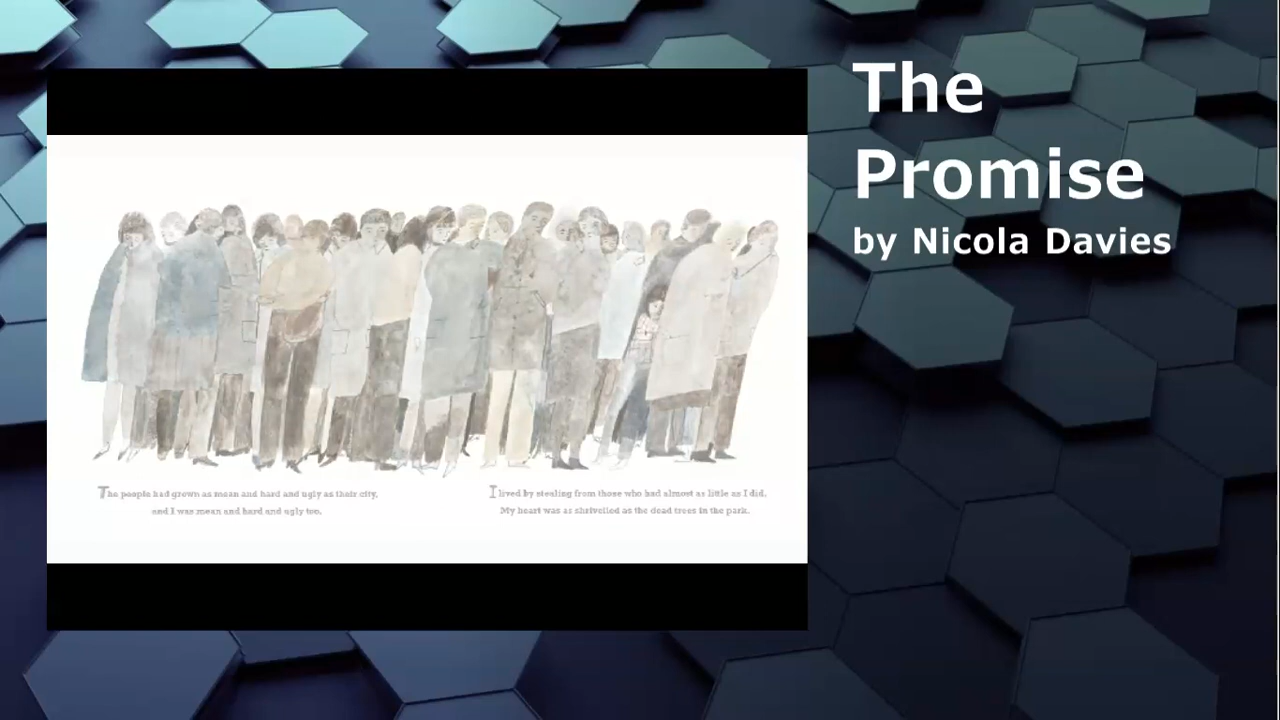 The
Promise
by Nicola Davies
The people had grown as mean and hard and ugly as their city,
and I was mean and hard and ugly too.
I lived by stealing from those who had almost as little as I did.
My heart was as shrivelled as the dead trees in the park.